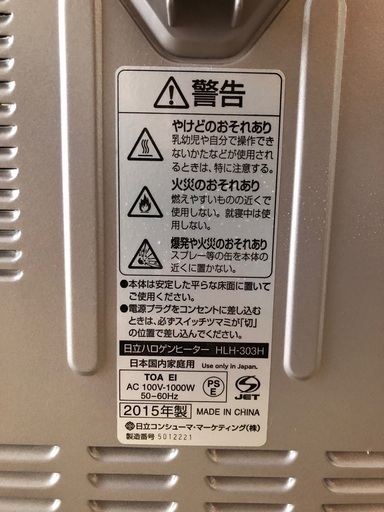 警告
やけどのおそれあり
乳幼児や自分で操作でき
ないかたなどが使用され
るときは、特に注意する。
火災のおそれあり
燃えやすいものの近くで
使用しない。就寝中は使
用しない。
爆発や火災のおそれあり
スプレー等の缶を本体の
近くに置かない。
●本体は安定した平らな床面に置いて
ご使用ください。
●電源プラグをコンセントに差し込む
ときは、必ずスイッチツマミが「切」
の位置で差し込む。
日立ハロゲンヒーター HLH-303H
日本国内家庭用 Use only in Japan.
TOA EI
AC 100V-1000W
50-60Hz
PS
E
JET
2015年製 MADE IN CHINA
日立コンシューマ・マーケティング(株)
製造番号 5012221